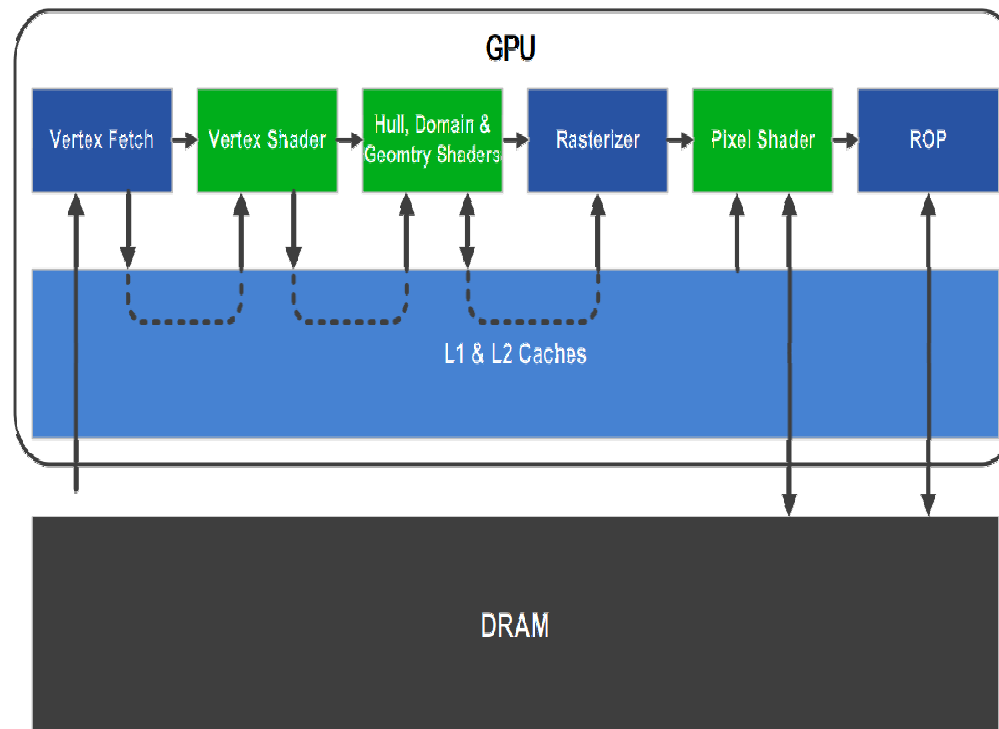 GPU
Vertex Fetch
Vertex Shader
Hull, Domain &
Geomtry Shaders
Rasterizer
Pixel Shader
ROP
L1 & L2 Caches
DRAM